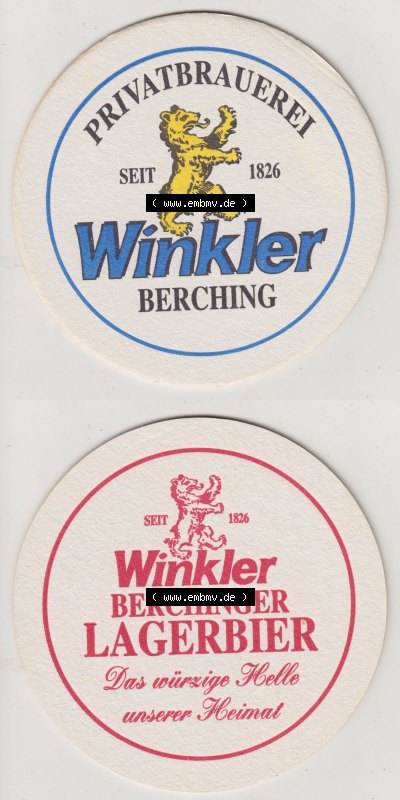 PRIVATBRAUEREI
SEIT 1826
( www.embmv.de )
Winkler
BERCHING
SEIT 1826
Winkler
( www.embmv.de )
BERCHINGER
LAGERBIER
Das würzige Helle
unserer Heimat